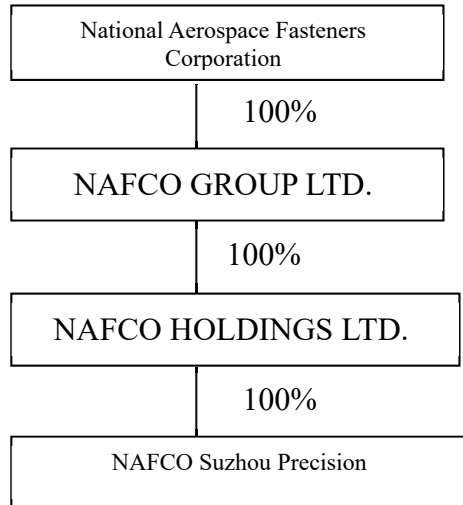 National Aerospace Fasteners
Corporation
100%
NAFCO GROUP LTD.
100%
NAFCO HOLDINGS LTD.
100%
NAFCO Suzhou Precision